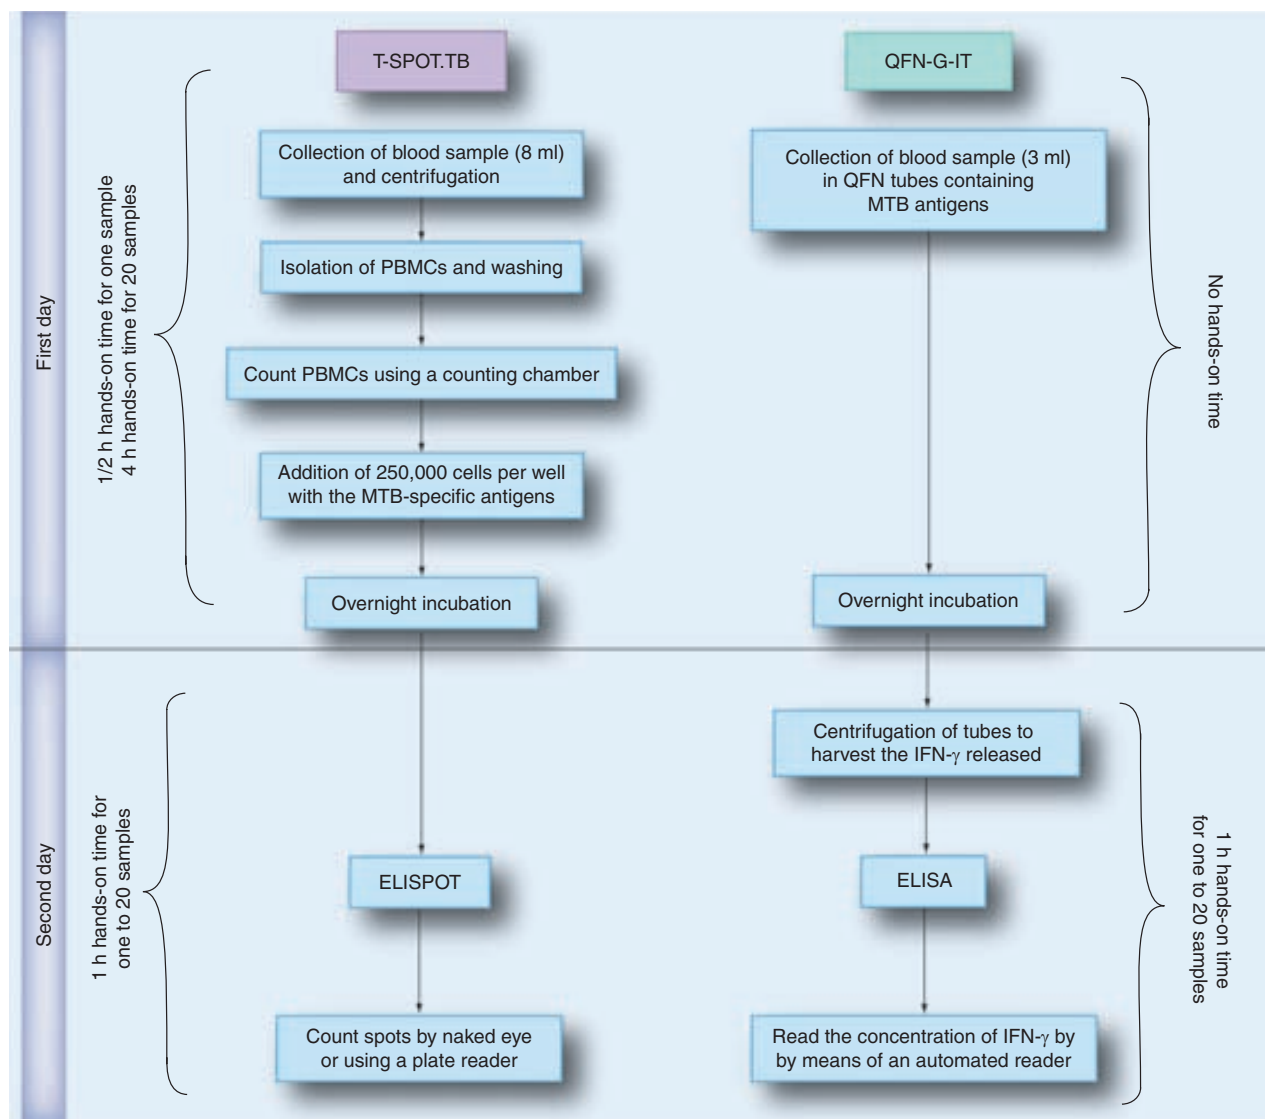 T-SPOT.TB
QFN-G-IT
First day
1/2 h hands-on time for one sample
4 h hands-on time for 20 samples
Collection of blood sample (8 ml)
and centrifugation
Isolation of PBMCs and washing
Count PBMCs using a counting chamber
Addition of 250,000 cells per well
with the MTB-specific antigens
Overnight incubation
Collection of blood sample (3 ml)
in QFN tubes containing
MTB antigens
Overnight incubation
No hands-on time
Second day
1 h hands-on time for
one to 20 samples
ELISPOT
Count spots by naked eye
or using a plate reader
Centrifugation of tubes to
harvest the IFN-γ released
ELISA
Read the concentration of IFN-γ by
by means of an automated reader
1 h hands-on time
for one to 20 samples